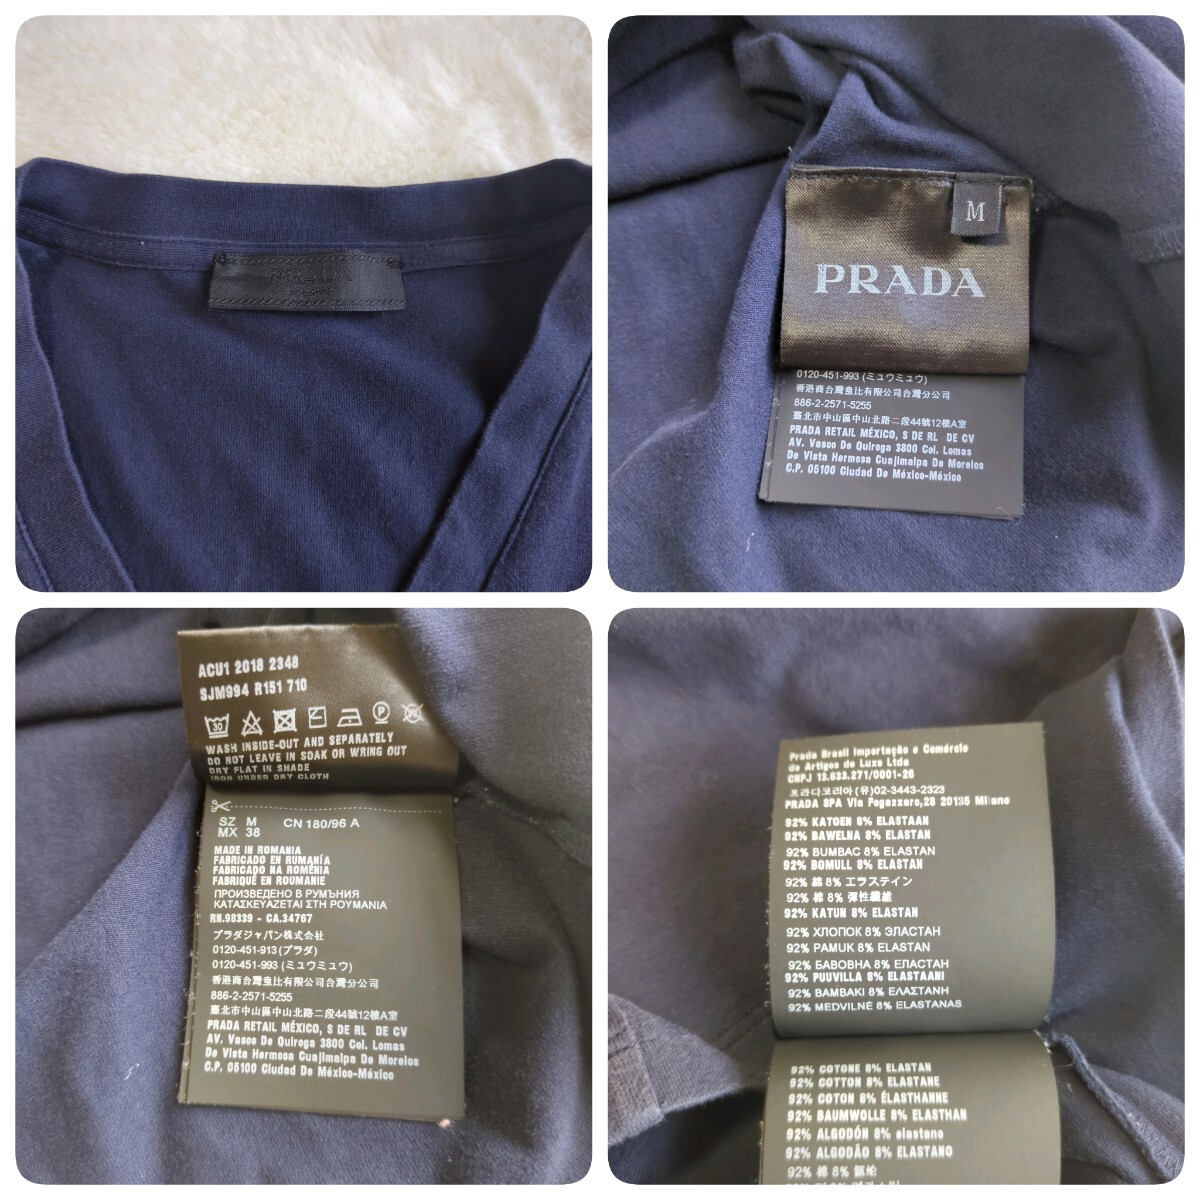 PRADA
M
PRADA
0120-451-993 (ミュウミュウ)
香港商台灣壹比有限公司台灣分公司
886-2-2571-5255
臺北市中山區中山北路二段44號12樓A室
PRADA RETAIL MÉXICO, S DE RL DE CV
AV. Vasco De Quiroga 3800 Col. Lomas
De Vista Hermosa Cuajimalpa De Morelos
C.P. 05100 Ciudad De México-México
ACU1 2018 2348
SJM994 R151 710
30
P
WASH INSIDE-OUT AND SEPARATELY
DO NOT LEAVE IN SOAK OR WRING OUT
DRY FLAT IN SHADE
IRON UNDER DRY CLOTH
SZ M CN 180/96 A
MX 38
MADE IN ROMANIA
FABRICADO EN RUMANÍA
FABRICADO NA ROMÉNIA
FABRIQUÉ EN ROUMANIE
ПРОИЗВЕДЕНО В РУМЪНИЯ
ΚΑΤΑΣΚΕΥΑΖΕΤΑΙ ΣΤΗ ΡΟΥΜΑΝΙΑ
RN.98339 - CA.34767
プラダジャパン株式会社
0120-451-913 (プラダ)
0120-451-993 (ミュウミュウ)
香港商台灣壹比有限公司台灣分公司
886-2-2571-5255
臺北市中山區中山北路二段44號12樓A室
PRADA RETAIL MÉXICO, S DE RL DE CV
AV. Vasco De Quiroga 3800 Col. Lomas
De Vista Hermosa Cuajimalpa De Morelos
C.P. 05100 Ciudad De México-México
Prada Brasil Importação e Comércio
de Artigos de Luxo Ltda
CNPJ 13.633.271/0001-26
프라다코리아(유)02-3443-2323
PRADA SPA Via Fogazzaro,28 20135 Milano
92% KATOEN 8% ELASTAAN
92% BAWEŁNA 8% ELASTAN
92% BUMBAC 8% ELASTAN
92% BOMULL 8% ELASTAN
92% 綿 8% エラステイン
92% 棉 8% 彈性纖維
92% KATUN 8% ELASTAN
92% ХЛОПОК 8% ЭЛАСТАН
92% PAMUK 8% ELASTAN
92% БАВОВНА 8% ЕЛАСТАН
92% PUUVILLA 8% ELASTAANI
92% ΒΑΜΒΑΚΙ 8% ΕΛΑΣΤΑΝΗ
92% MEDVILNĖ 8% ELASTANAS
92% COTONE 8% ELASTAN
92% COTTON 8% ELASTANE
92% COTON 8% ÉLASTHANNE
92% BAUMWOLLE 8% ELASTHAN
92% ALGODÓN 8% elastano
92% ALGODÃO 8% ELASTANO
92% 棉 8% 氨纶